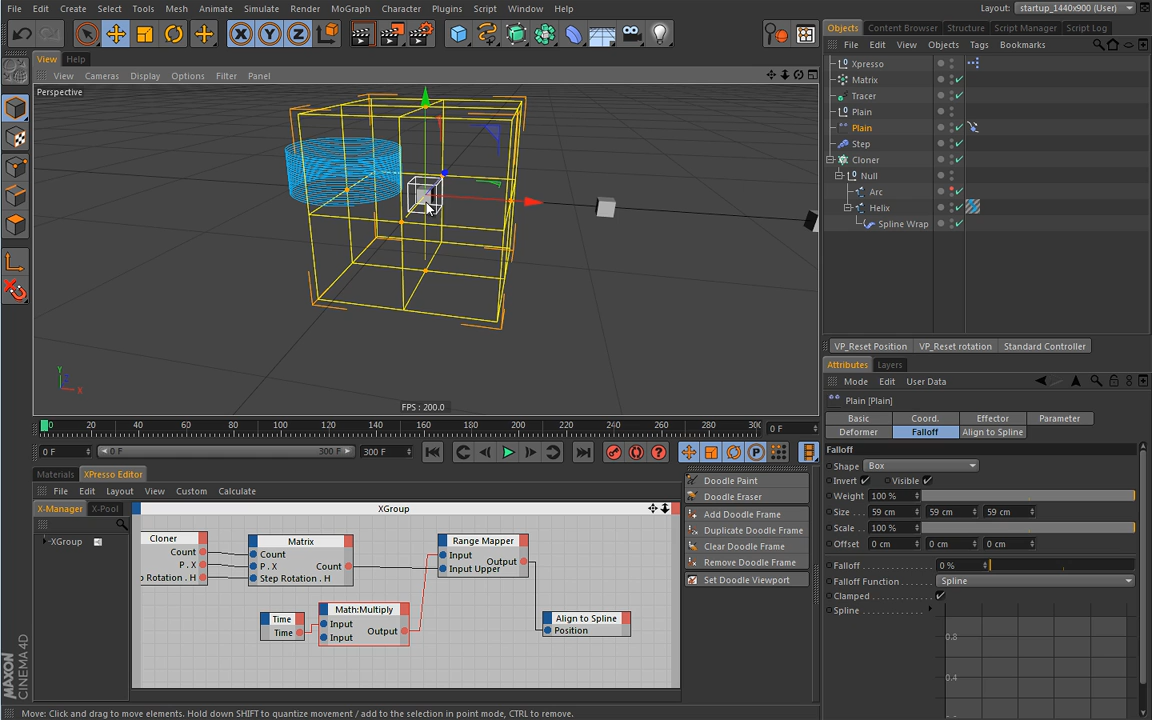 File Edit Create Select Tools Mesh Animate Simulate Render MoGraph Character Plugins Script Window Help
Layout: startup_1440x900 (User)
Objects Content Browser Structure Script Manager Script Log
File Edit View Objects Tags Bookmarks
View Help
View Cameras Display Options Filter Panel
Perspective
FPS : 200.0
Y
X
Xpresso
Matrix
Tracer
Plain
Plain
Step
Cloner
Null
Arc
Helix
Spline Wrap
VP_Reset Position VP_Reset rotation Standard Controller
Attributes Layers
Mode Edit User Data
Plain [Plain]
Basic Coord. Effector Parameter
Deformer Falloff Align to Spline
Falloff
Shape Box
Invert Visible
Weight 100 %
Size 59 cm 59 cm 59 cm
Scale 100 %
Offset 0 cm 0 cm 0 cm
Falloff 0 %
Falloff Function Spline
Clamped
Spline
0.8
0.4
0 20 40 60 80 100 120 140 160 180 200 220 240 260 280 30
0 F
0 F 0 F 300 F 300 F
Materials XPresso Editor
File Edit Layout View Custom Calculate
X-Manager X-Pool
XGroup
XGroup
Cloner
Count
P . X
p Rotation . H
Matrix
Count Count
P . X
Step Rotation . H
Range Mapper
Input Output
Input Upper
Time
Time
Math:Multiply
Input Output
Input
Align to Spline
Position
Doodle Paint
Doodle Eraser
Add Doodle Frame
Duplicate Doodle Frame
Clear Doodle Frame
Remove Doodle Frame
Set Doodle Viewport
MAXON CINEMA 4D
Move: Click and drag to move elements. Hold down SHIFT to quantize movement / add to the selection in point mode, CTRL to remove.